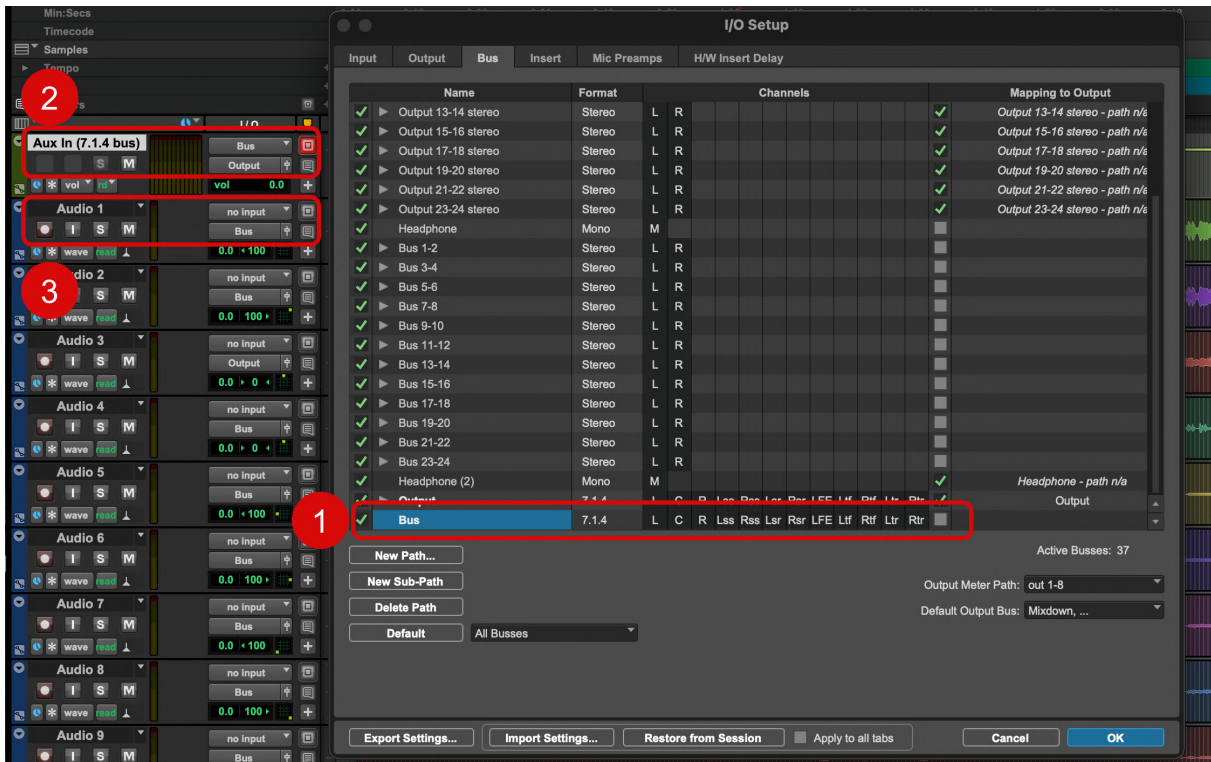 Min:Secs
Timecode
Samples
Tempo
I/O
Aux In (7.1.4 bus)
Bus
S M
Output
vol rd
vol 0.0
Audio 1
no input
I S M
Bus
wave read
0.0 100
dio 2
no input
S M
Bus
wave read
0.0 100
Audio 3
no input
I S M
Output
wave read
0.0 0
Audio 4
no input
I S M
Bus
wave read
0.0 0
Audio 5
no input
I S M
Bus
wave read
0.0 100
Audio 6
no input
I S M
Bus
wave read
0.0 100
Audio 7
no input
I S M
Bus
wave read
0.0 100
Audio 8
no input
I S M
Bus
wave read
0.0 100
Audio 9
no input
I S M
Bus
2
3
1
I/O Setup
Input Output Bus Insert Mic Preamps H/W Insert Delay
Name Format Channels Mapping to Output
Output 13-14 stereo Stereo L R Output 13-14 stereo - path n/a
Output 15-16 stereo Stereo L R Output 15-16 stereo - path n/a
Output 17-18 stereo Stereo L R Output 17-18 stereo - path n/a
Output 19-20 stereo Stereo L R Output 19-20 stereo - path n/a
Output 21-22 stereo Stereo L R Output 21-22 stereo - path n/a
Output 23-24 stereo Stereo L R Output 23-24 stereo - path n/a
Headphone Mono M
Bus 1-2 Stereo L R
Bus 3-4 Stereo L R
Bus 5-6 Stereo L R
Bus 7-8 Stereo L R
Bus 9-10 Stereo L R
Bus 11-12 Stereo L R
Bus 13-14 Stereo L R
Bus 15-16 Stereo L R
Bus 17-18 Stereo L R
Bus 19-20 Stereo L R
Bus 21-22 Stereo L R
Bus 23-24 Stereo L R
Headphone (2) Mono M Headphone - path n/a
Output 7.1.4 L C R Lss Rss Lsr Rsr LFE Ltf Rtf Ltr Rtr Output
Bus 7.1.4 L C R Lss Rss Lsr Rsr LFE Ltf Rtf Ltr Rtr
New Path...
Active Busses: 37
New Sub-Path
Output Meter Path: out 1-8
Delete Path
Default Output Bus: Mixdown, ...
Default All Busses
Export Settings... Import Settings... Restore from Session Apply to all tabs Cancel OK